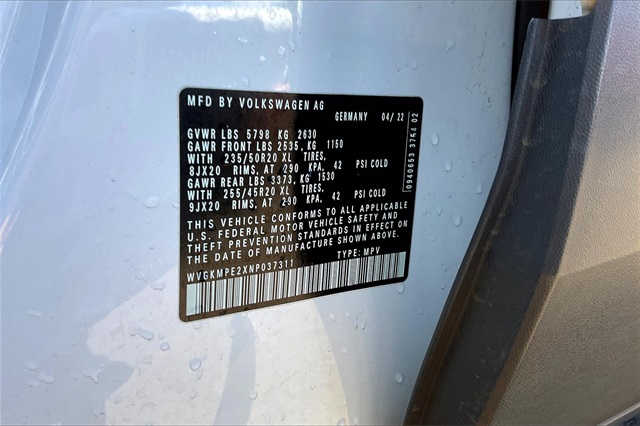 MFD BY VOLKSWAGEN AG
GERMANY 04/22
GVWR LBS 5798 KG 2630
GAWR FRONT LBS 2535, KG 1150
WITH 235/50R20 XL TIRES,
8JX20 RIMS, AT 290 KPA, 42 PSI COLD
GAWR REAR LBS 3373, KG 1530
WITH 255/45R20 XL TIRES,
9JX20 RIMS, AT 290 KPA, 42 PSI COLD
THIS VEHICLE CONFORMS TO ALL APPLICABLE
U.S. FEDERAL MOTOR VEHICLE SAFETY AND
THEFT PREVENTION STANDARDS IN EFFECT ON
THE DATE OF MANUFACTURE SHOWN ABOVE.
WVGKMPE2XNP037311 TYPE: MPV
0940653 3754 02